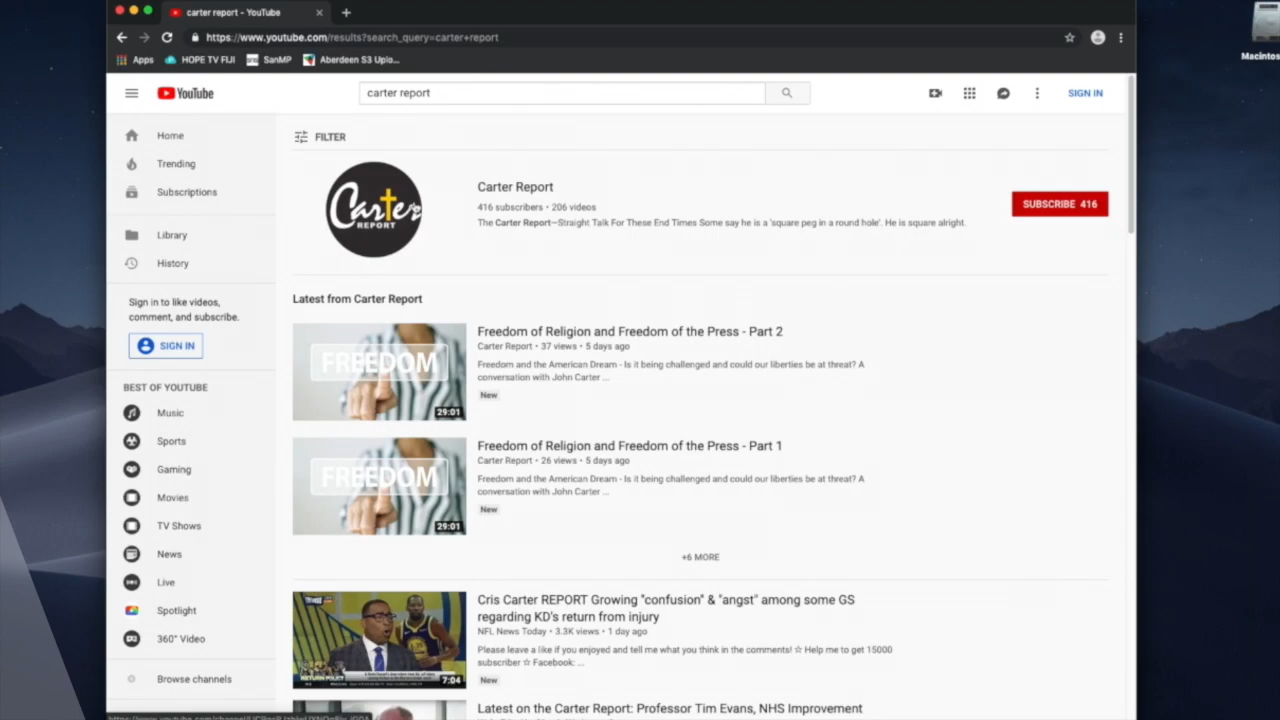 carter report - YouTube
https://www.youtube.com/results?search_query=carter+report
Apps
HOPE TV FIJI
SanMP
Aberdeen S3 Uplo...
Macintos
YouTube
carter report
SIGN IN
Home
Trending
Subscriptions
Library
History
Sign in to like videos,
comment, and subscribe.
SIGN IN
BEST OF YOUTUBE
Music
Sports
Gaming
Movies
TV Shows
News
Live
Spotlight
360° Video
Browse channels
FILTER
Carter
REPORT
Carter Report
416 subscribers • 206 videos
The Carter Report—Straight Talk For These End Times Some say he is a 'square peg in a round hole'. He is square alright.
SUBSCRIBE 416
Latest from Carter Report
FREEDOM
29:01
Freedom of Religion and Freedom of the Press - Part 2
Carter Report • 37 views • 5 days ago
Freedom and the American Dream - Is it being challenged and could our liberties be at threat? A
conversation with John Carter ...
New
FREEDOM
29:01
Freedom of Religion and Freedom of the Press - Part 1
Carter Report • 26 views • 5 days ago
Freedom and the American Dream - Is it being challenged and could our liberties be at threat? A
conversation with John Carter ...
New
+6 MORE
RETURN POLICY
7:04
Cris Carter REPORT Growing "confusion" & "angst" among some GS
regarding KD's return from injury
NFL News Today • 3.3K views • 1 day ago
Please leave a like if you enjoyed and tell me what you think in the comments! ☆ Help me to get 15000
subscriber ☆ Facebook: ...
New
Latest on the Carter Report: Professor Tim Evans, NHS Improvement